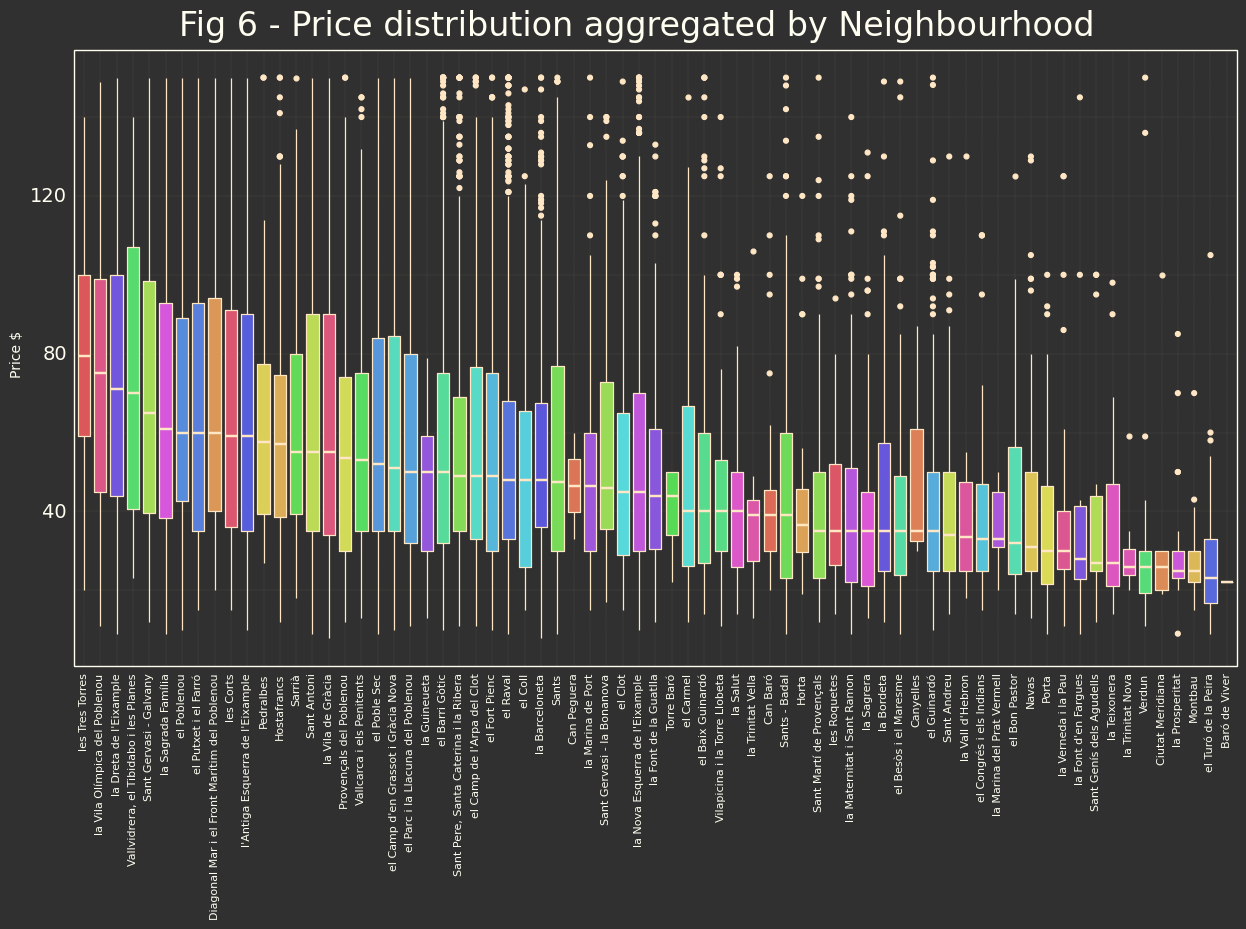 Fig 6 - Price distribution aggregated by Neighbourhood
120
80
40
Price $
les Tres Torres
la Vila Olímpica del Poblenou
la Dreta de l'Eixample
Vallvidrera, el Tibidabo i les Planes
Sant Gervasi - Galvany
la Sagrada Família
el Poblenou
el Putxet i el Farró
Diagonal Mar i el Front Marítim del Poblenou
les Corts
l'Antiga Esquerra de l'Eixample
Pedralbes
Hostafrancs
Sarrià
Sant Antoni
la Vila de Gràcia
Provençals del Poblenou
Vallcarca i els Penitents
el Poble Sec
el Camp d'en Grassot i Gràcia Nova
el Parc i la Llacuna del Poblenou
la Guineueta
el Barri Gòtic
Sant Pere, Santa Caterina i la Ribera
el Camp de l'Arpa del Clot
el Fort Pienc
el Raval
el Coll
la Barceloneta
Sants
Can Peguera
la Marina de Port
Sant Gervasi - la Bonanova
el Clot
la Nova Esquerra de l'Eixample
la Font de la Guatlla
Torre Baró
el Carmel
el Baix Guinardó
Vilapicina i la Torre Llobeta
la Salut
la Trinitat Vella
Can Baró
Sants - Badal
Horta
Sant Martí de Provençals
les Roquetes
la Maternitat i Sant Ramon
la Sagrera
la Bordeta
el Besòs i el Maresme
Canyelles
el Guinardó
Sant Andreu
la Vall d'Hebron
el Congrés i els Indians
la Marina del Prat Vermell
el Bon Pastor
Navas
Porta
la Verneda i la Pau
la Font d'en Fargues
Sant Genís dels Agudells
la Teixonera
la Trinitat Nova
Verdun
Ciutat Meridiana
la Prosperitat
Montbau
el Turó de la Peira
Baró de Viver